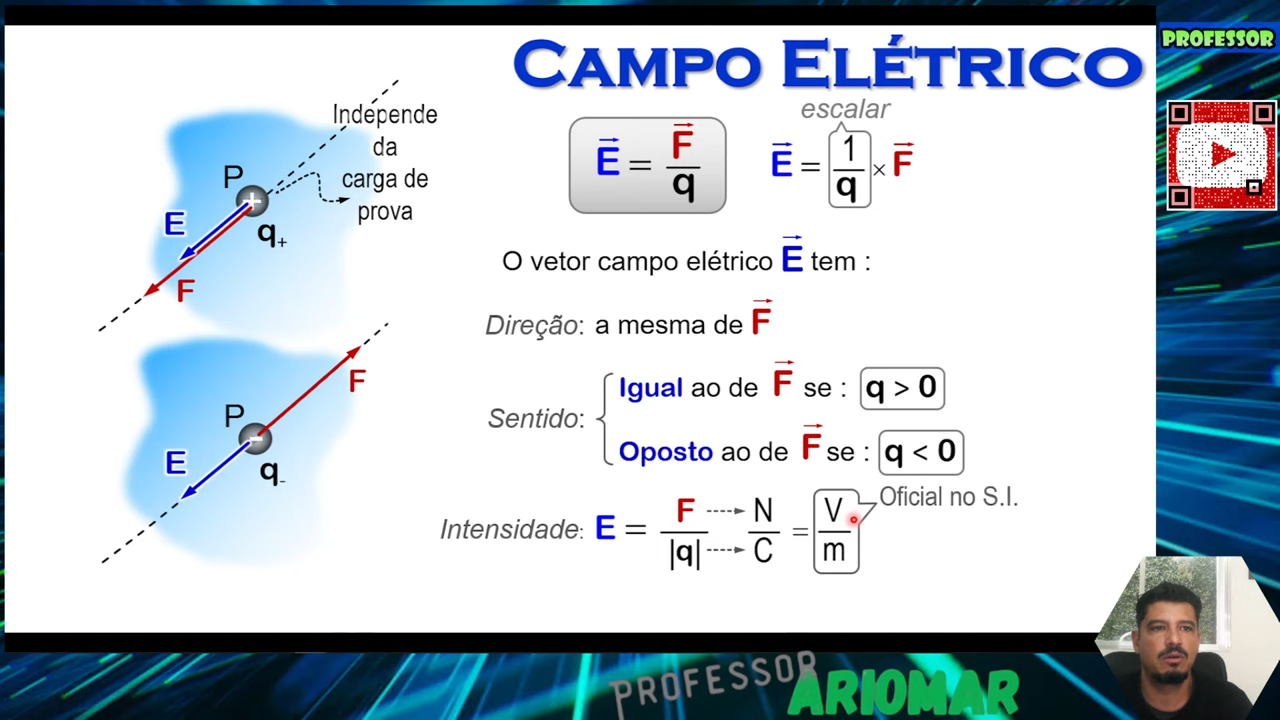 CAMPO ELÉTRICO
PROFESSOR
escalar
E = F / q
E = 1 / q × F
Independe
da
carga de
prova
P
+
E
q+
F
O vetor campo elétrico E tem :
Direção: a mesma de F
Sentido:
Igual ao de F se : q > 0
Oposto ao de F se : q < 0
F
P
-
E
q-
Oficial no S.I.
Intensidade: E = F / |q| N / C = V / m
PROFESSOR
ARIOMAR